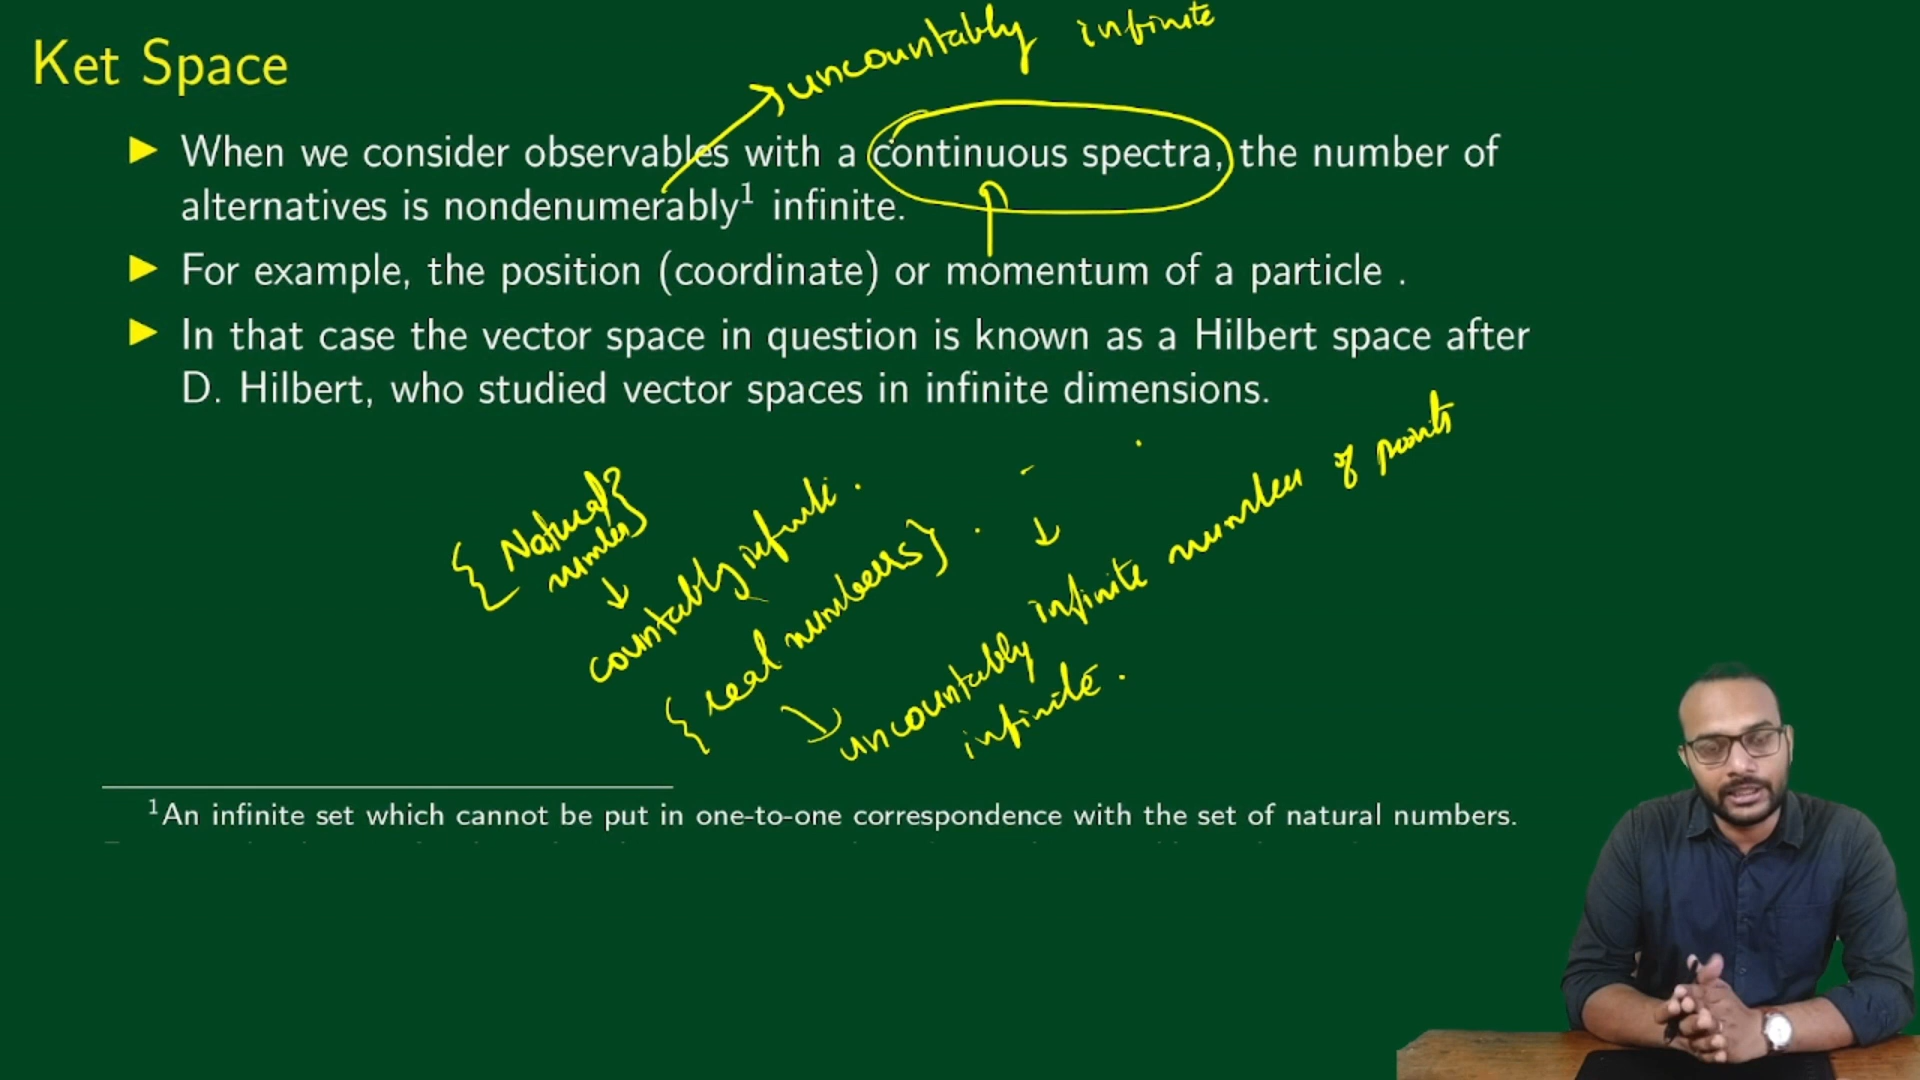 Ket Space
uncountably infinite
▶ When we consider observables with a continuous spectra, the number of
alternatives is nondenumerably¹ infinite.
▶ For example, the position (coordinate) or momentum of a particle .
▶ In that case the vector space in question is known as a Hilbert space after
D. Hilbert, who studied vector spaces in infinite dimensions.
{ Natural }
number
countably infinite .
{ real numbers } .
uncountably infinite number of points
infinite .
¹An infinite set which cannot be put in one-to-one correspondence with the set of natural numbers.